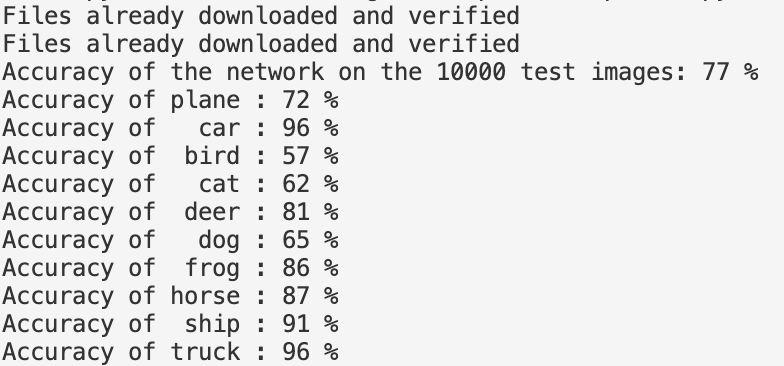 Files already downloaded and verified
Files already downloaded and verified
Accuracy of the network on the 10000 test images: 77 %
Accuracy of plane : 72 %
Accuracy of   car : 96 %
Accuracy of  bird : 57 %
Accuracy of   cat : 62 %
Accuracy of  deer : 81 %
Accuracy of   dog : 65 %
Accuracy of  frog : 86 %
Accuracy of horse : 87 %
Accuracy of  ship : 91 %
Accuracy of truck : 96 %